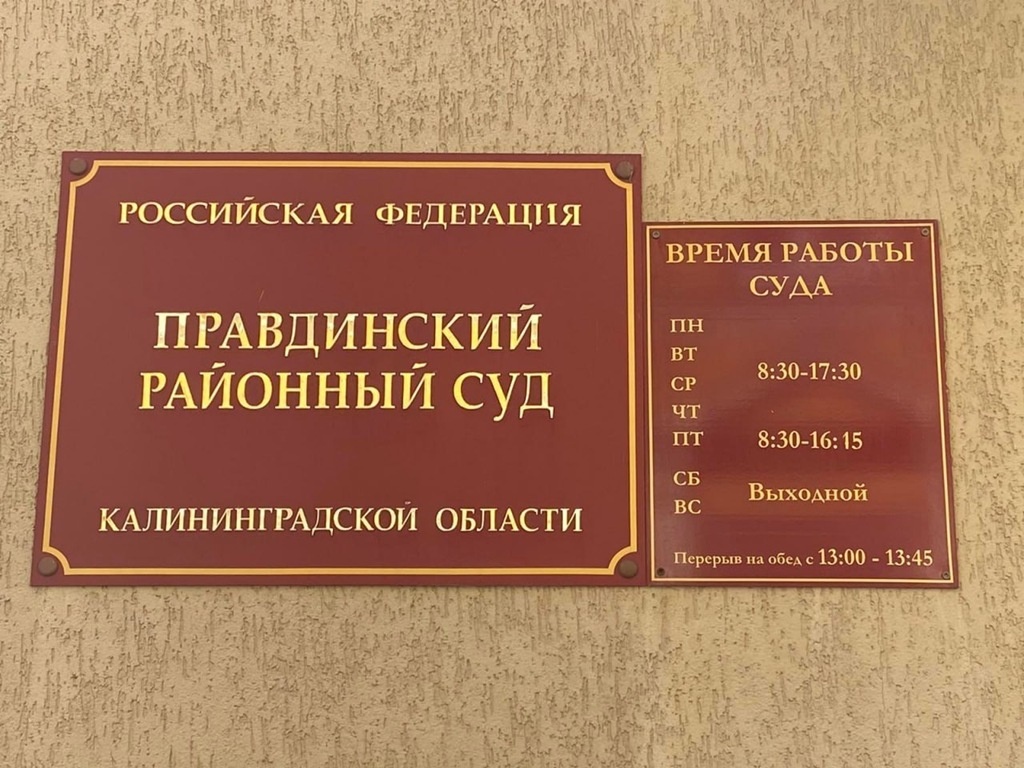 РОССИЙСКАЯ ФЕДЕРАЦИЯ
ПРАВДИНСКИЙ
РАЙОННЫЙ СУД
КАЛИНИНГРАДСКОЙ ОБЛАСТИ
ВРЕМЯ РАБОТЫ
СУДА
ПН
ВТ
8:30-17:30
СР
ЧТ
ПТ 8:30-16:15
СБ
Выходной
ВС
Перерыв на обед с 13:00 - 13:45